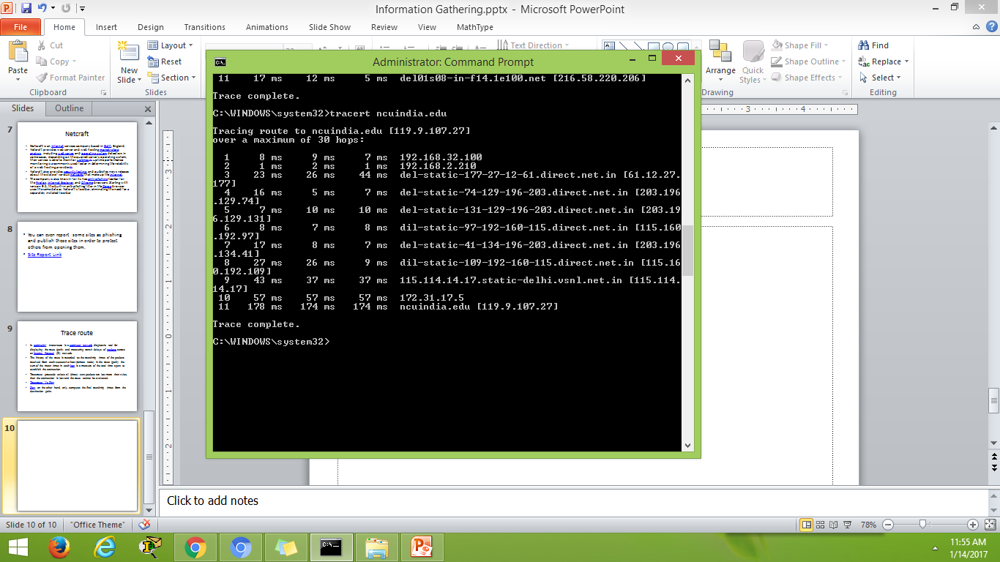 Information Gathering.pptx - Microsoft PowerPoint
File Home Insert Design Transitions Animations Slide Show Review View MathType
Paste
Cut
Copy
Format Painter
Clipboard
New Slide
Layout
Reset
Section
Slides
Text Direction
Arrange
Quick Styles
Shape Fill
Shape Outline
Shape Effects
Drawing
Find
Replace
Select
Editing
Slides Outline
7
Netcraft
8
You can even report some sites as phishing
and publish these sites in order to protect
others from opening them.
Site Report Link
9
Trace route
10
Administrator: Command Prompt
11 17 ms 12 ms 5 ms del01s08-in-f14.1e100.net [216.58.220.206]
Trace complete.
C:\WINDOWS\system32>tracert ncuindia.edu
Tracing route to ncuindia.edu [119.9.107.27]
over a maximum of 30 hops:
1 8 ms 9 ms 7 ms 192.168.32.100
2 1 ms 2 ms 1 ms 192.168.2.210
3 23 ms 26 ms 44 ms del-static-177-27-12-61.direct.net.in [61.12.27.
177]
4 16 ms 5 ms 7 ms del-static-74-129-196-203.direct.net.in [203.196
.129.74]
5 7 ms 10 ms 10 ms del-static-131-129-196-203.direct.net.in [203.19
6.129.131]
6 8 ms 7 ms 8 ms dil-static-97-192-160-115.direct.net.in [115.160
.192.97]
7 17 ms 8 ms 7 ms del-static-41-134-196-203.direct.net.in [203.196
.134.41]
8 27 ms 26 ms 9 ms dil-static-109-192-160-115.direct.net.in [115.16
0.192.109]
9 43 ms 37 ms 37 ms 115.114.14.17.static-delhi.vsnl.net.in [115.114.
14.17]
10 57 ms 57 ms 57 ms 172.31.17.5
11 178 ms 174 ms 174 ms ncuindia.edu [119.9.107.27]
Trace complete.
C:\WINDOWS\system32>
Click to add notes
Slide 10 of 10 "Office Theme" 78%
11:55 AM
1/14/2017